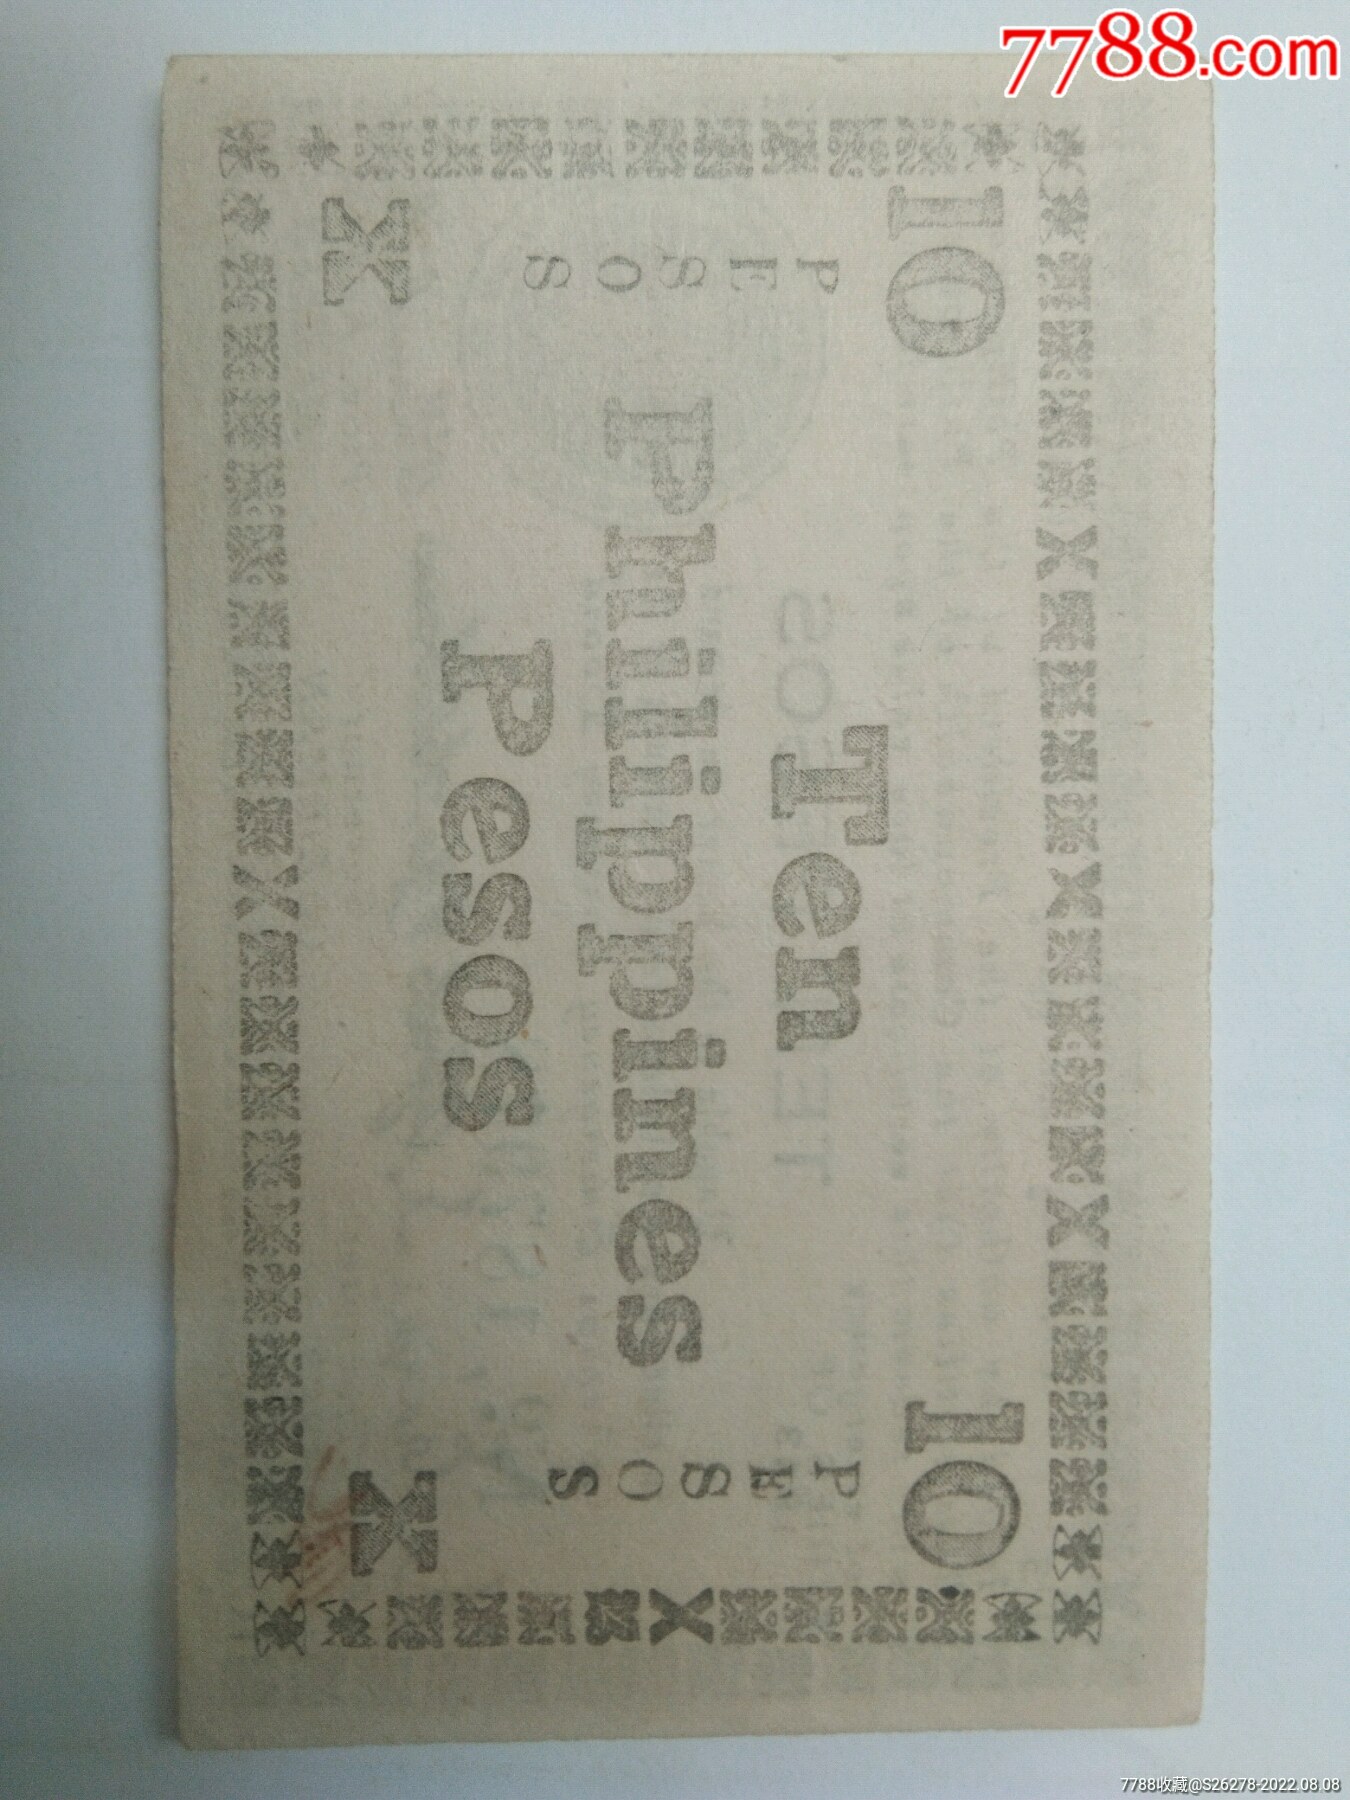 7788.com
10 10
Ten
PESOS PESOS
Philippines
Pesos
X X
7788收藏@S26278-2022.08.08